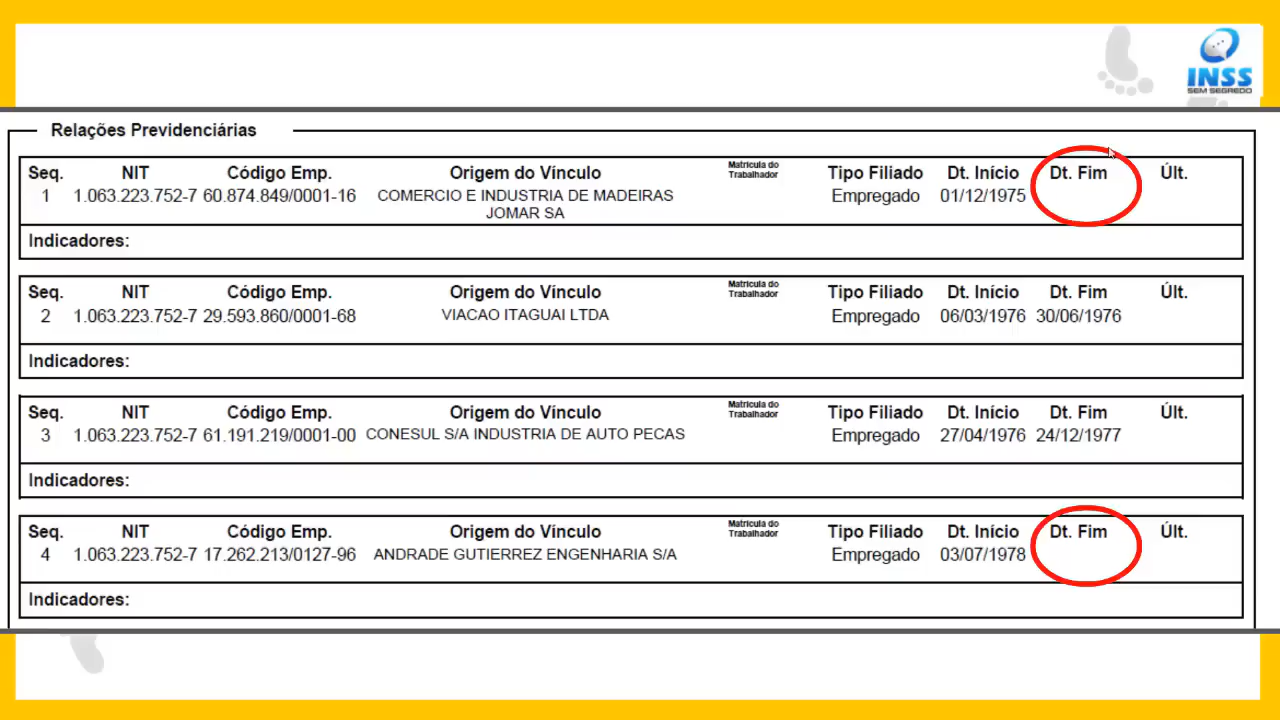 INSS
SEM SEGREDO
Relações Previdenciárias
Seq. NIT Código Emp. Origem do Vínculo Matrícula do Trabalhador Tipo Filiado Dt. Início Dt. Fim Últ.
1 1.063.223.752-7 60.874.849/0001-16 COMERCIO E INDUSTRIA DE MADEIRAS Empregado 01/12/1975
JOMAR SA
Indicadores:
Seq. NIT Código Emp. Origem do Vínculo Matrícula do Trabalhador Tipo Filiado Dt. Início Dt. Fim Últ.
2 1.063.223.752-7 29.593.860/0001-68 VIACAO ITAGUAI LTDA Empregado 06/03/1976 30/06/1976
Indicadores:
Seq. NIT Código Emp. Origem do Vínculo Matrícula do Trabalhador Tipo Filiado Dt. Início Dt. Fim Últ.
3 1.063.223.752-7 61.191.219/0001-00 CONESUL S/A INDUSTRIA DE AUTO PECAS Empregado 27/04/1976 24/12/1977
Indicadores:
Seq. NIT Código Emp. Origem do Vínculo Matrícula do Trabalhador Tipo Filiado Dt. Início Dt. Fim Últ.
4 1.063.223.752-7 17.262.213/0127-96 ANDRADE GUTIERREZ ENGENHARIA S/A Empregado 03/07/1978
Indicadores: